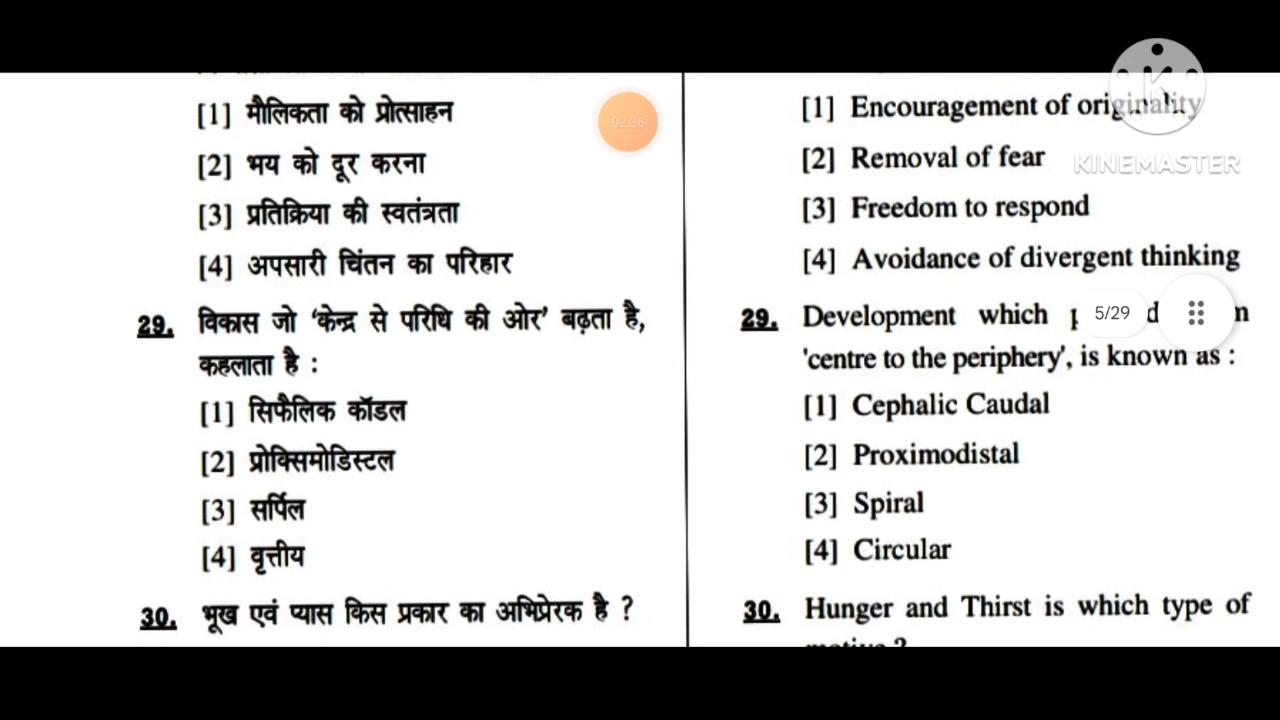 [1] मौलिकता को प्रोत्साहन
[2] भय को दूर करना
[3] प्रतिक्रिया की स्वतंत्रता
[4] अपसारी चिंतन का परिहार
29. विकास जो 'केन्द्र से परिधि की ओर' बढ़ता है,
कहलाता है :
[1] सिफैलिक कॉडल
[2] प्रोक्सिमोडिस्टल
[3] सर्पिल
[4] वृत्तीय
30. भूख एवं प्यास किस प्रकार का अभिप्रेरक है ?
02:36
[1] Encouragement of originality
[2] Removal of fear
[3] Freedom to respond
[4] Avoidance of divergent thinking
29. Development which
'centre to the periphery', is known as :
[1] Cephalic Caudal
[2] Proximodistal
[3] Spiral
[4] Circular
30. Hunger and Thirst is which type of
motive ?
K
KINEMASTER
5/29